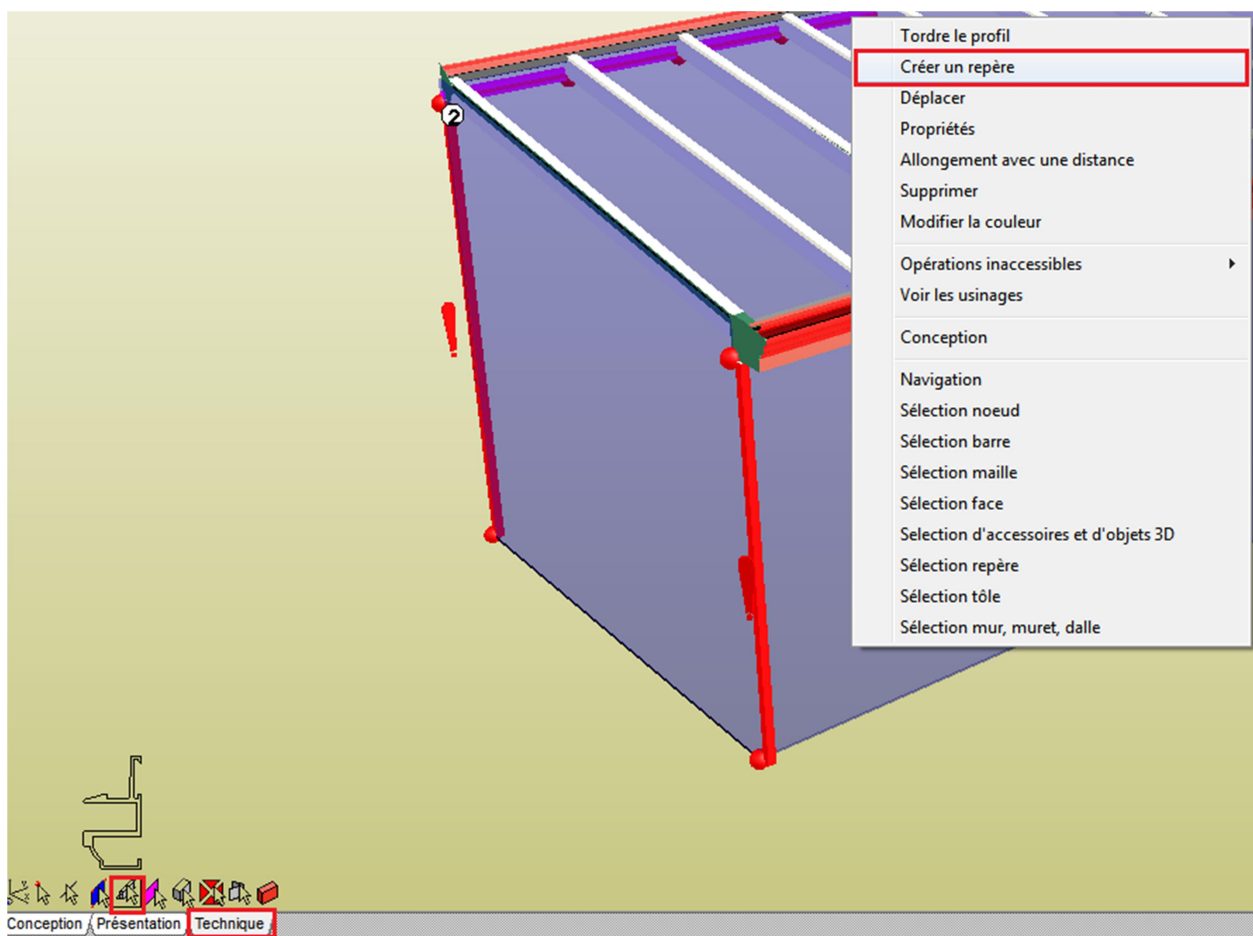 Tordre le profil
Créer un repère
Déplacer
Propriétés
Allongement avec une distance
Supprimer
Modifier la couleur
Opérations inaccessibles
Voir les usinages
Conception
Navigation
Sélection noeud
Sélection barre
Sélection maille
Sélection face
Selection d'accessoires et d'objets 3D
Sélection repère
Sélection tôle
Sélection mur, muret, dalle
2
Conception Présentation Technique